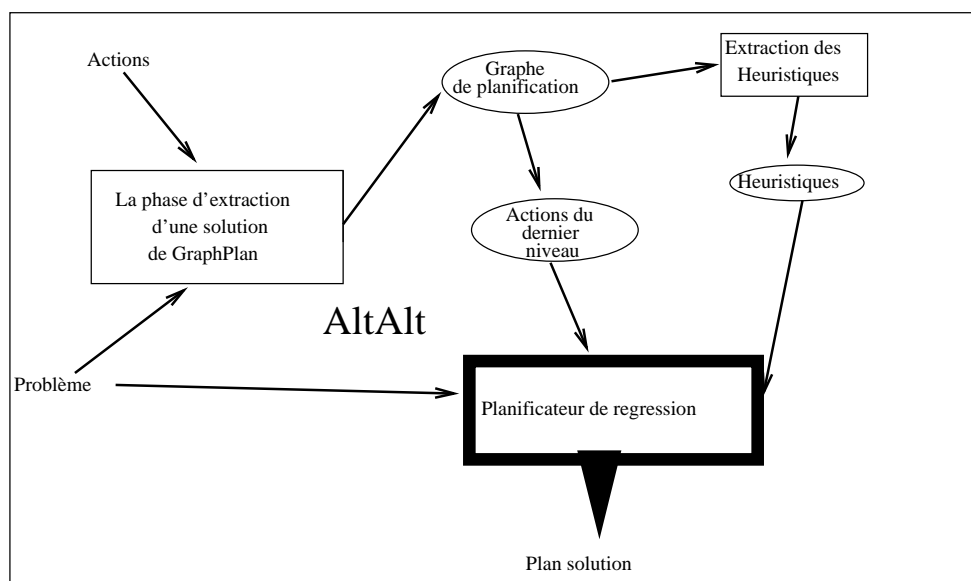 Actions
Graphe
de planification
Extraction des
Heuristiques
La phase d'extraction
d'une solution
de GraphPlan
Actions du
dernier
niveau
Heuristiques
AltAlt
Problème
Planificateur de regression
Plan solution